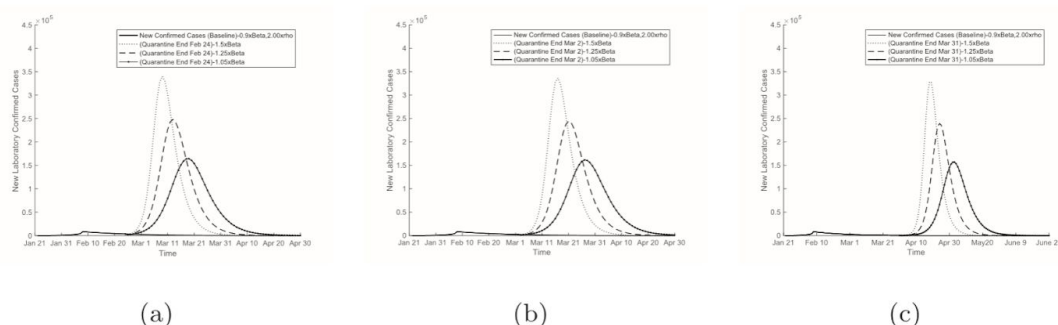 ×10⁵
4.5
4
3.5
3
2.5
2
1.5
1
0.5
0
New Laboratory Confirmed Cases
New Confirmed Cases (Baseline)-0.9xBeta,2.00xrho
(Quarantine End Feb 24)-1.5xBeta
(Quarantine End Feb 24)-1.25xBeta
(Quarantine End Feb 24)-1.05xBeta
Jan 21 Jan 31 Feb 10 Feb 20 Mar 1 Mar 11 Mar 21 Mar 31 Apr 10 Apr 20 Apr 30
Time
(a)
×10⁵
4.5
4
3.5
3
2.5
2
1.5
1
0.5
0
New Laboratory Confirmed Cases
New Confirmed Cases (Baseline)-0.9xBeta,2.00xrho
(Quarantine End Mar 2)-1.5xBeta
(Quarantine End Mar 2)-1.25xBeta
(Quarantine End Mar 2)-1.05xBeta
Jan 21 Jan 31 Feb 10 Feb 20 Mar 1 Mar 11 Mar 21 Mar 31 Apr 10 Apr 20 Apr 30
Time
(b)
×10⁵
4.5
4
3.5
3
2.5
2
1.5
1
0.5
0
New Laboratory Confirmed Cases
New Confirmed Cases (Baseline)-0.9xBeta,2.00xrho
(Quarantine End Mar 31)-1.5xBeta
(Quarantine End Mar 31)-1.25xBeta
(Quarantine End Mar 31)-1.05xBeta
Jan 21 Feb 10 Mar 1 Mar 21 Apr 10 Apr 30 May20 June 9 June 2
Time
(c)